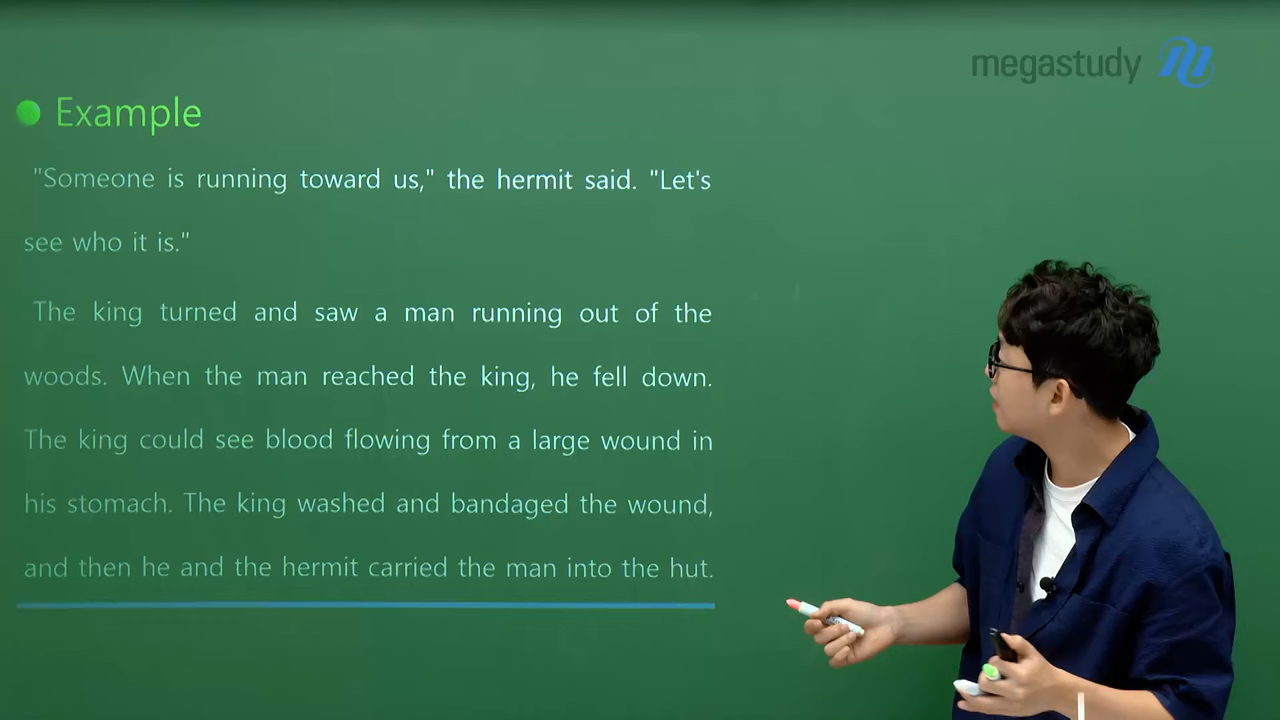 megastudy
Example
"Someone is running toward us," the hermit said. "Let's
see who it is."
The king turned and saw a man running out of the
woods. When the man reached the king, he fell down.
The king could see blood flowing from a large wound in
his stomach. The king washed and bandaged the wound,
and then he and the hermit carried the man into the hut.